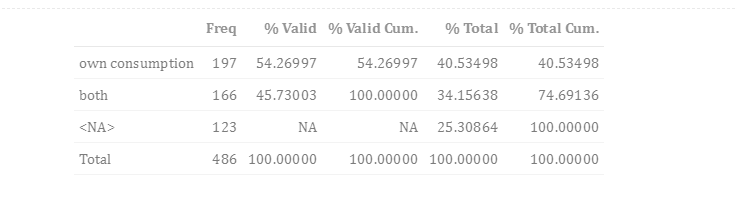 Freq % Valid % Valid Cum. % Total % Total Cum.
own consumption 197 54.26997 54.26997 40.53498 40.53498
both 166 45.73003 100.00000 34.15638 74.69136
<NA> 123 NA NA 25.30864 100.00000
Total 486 100.00000 100.00000 100.00000 100.00000